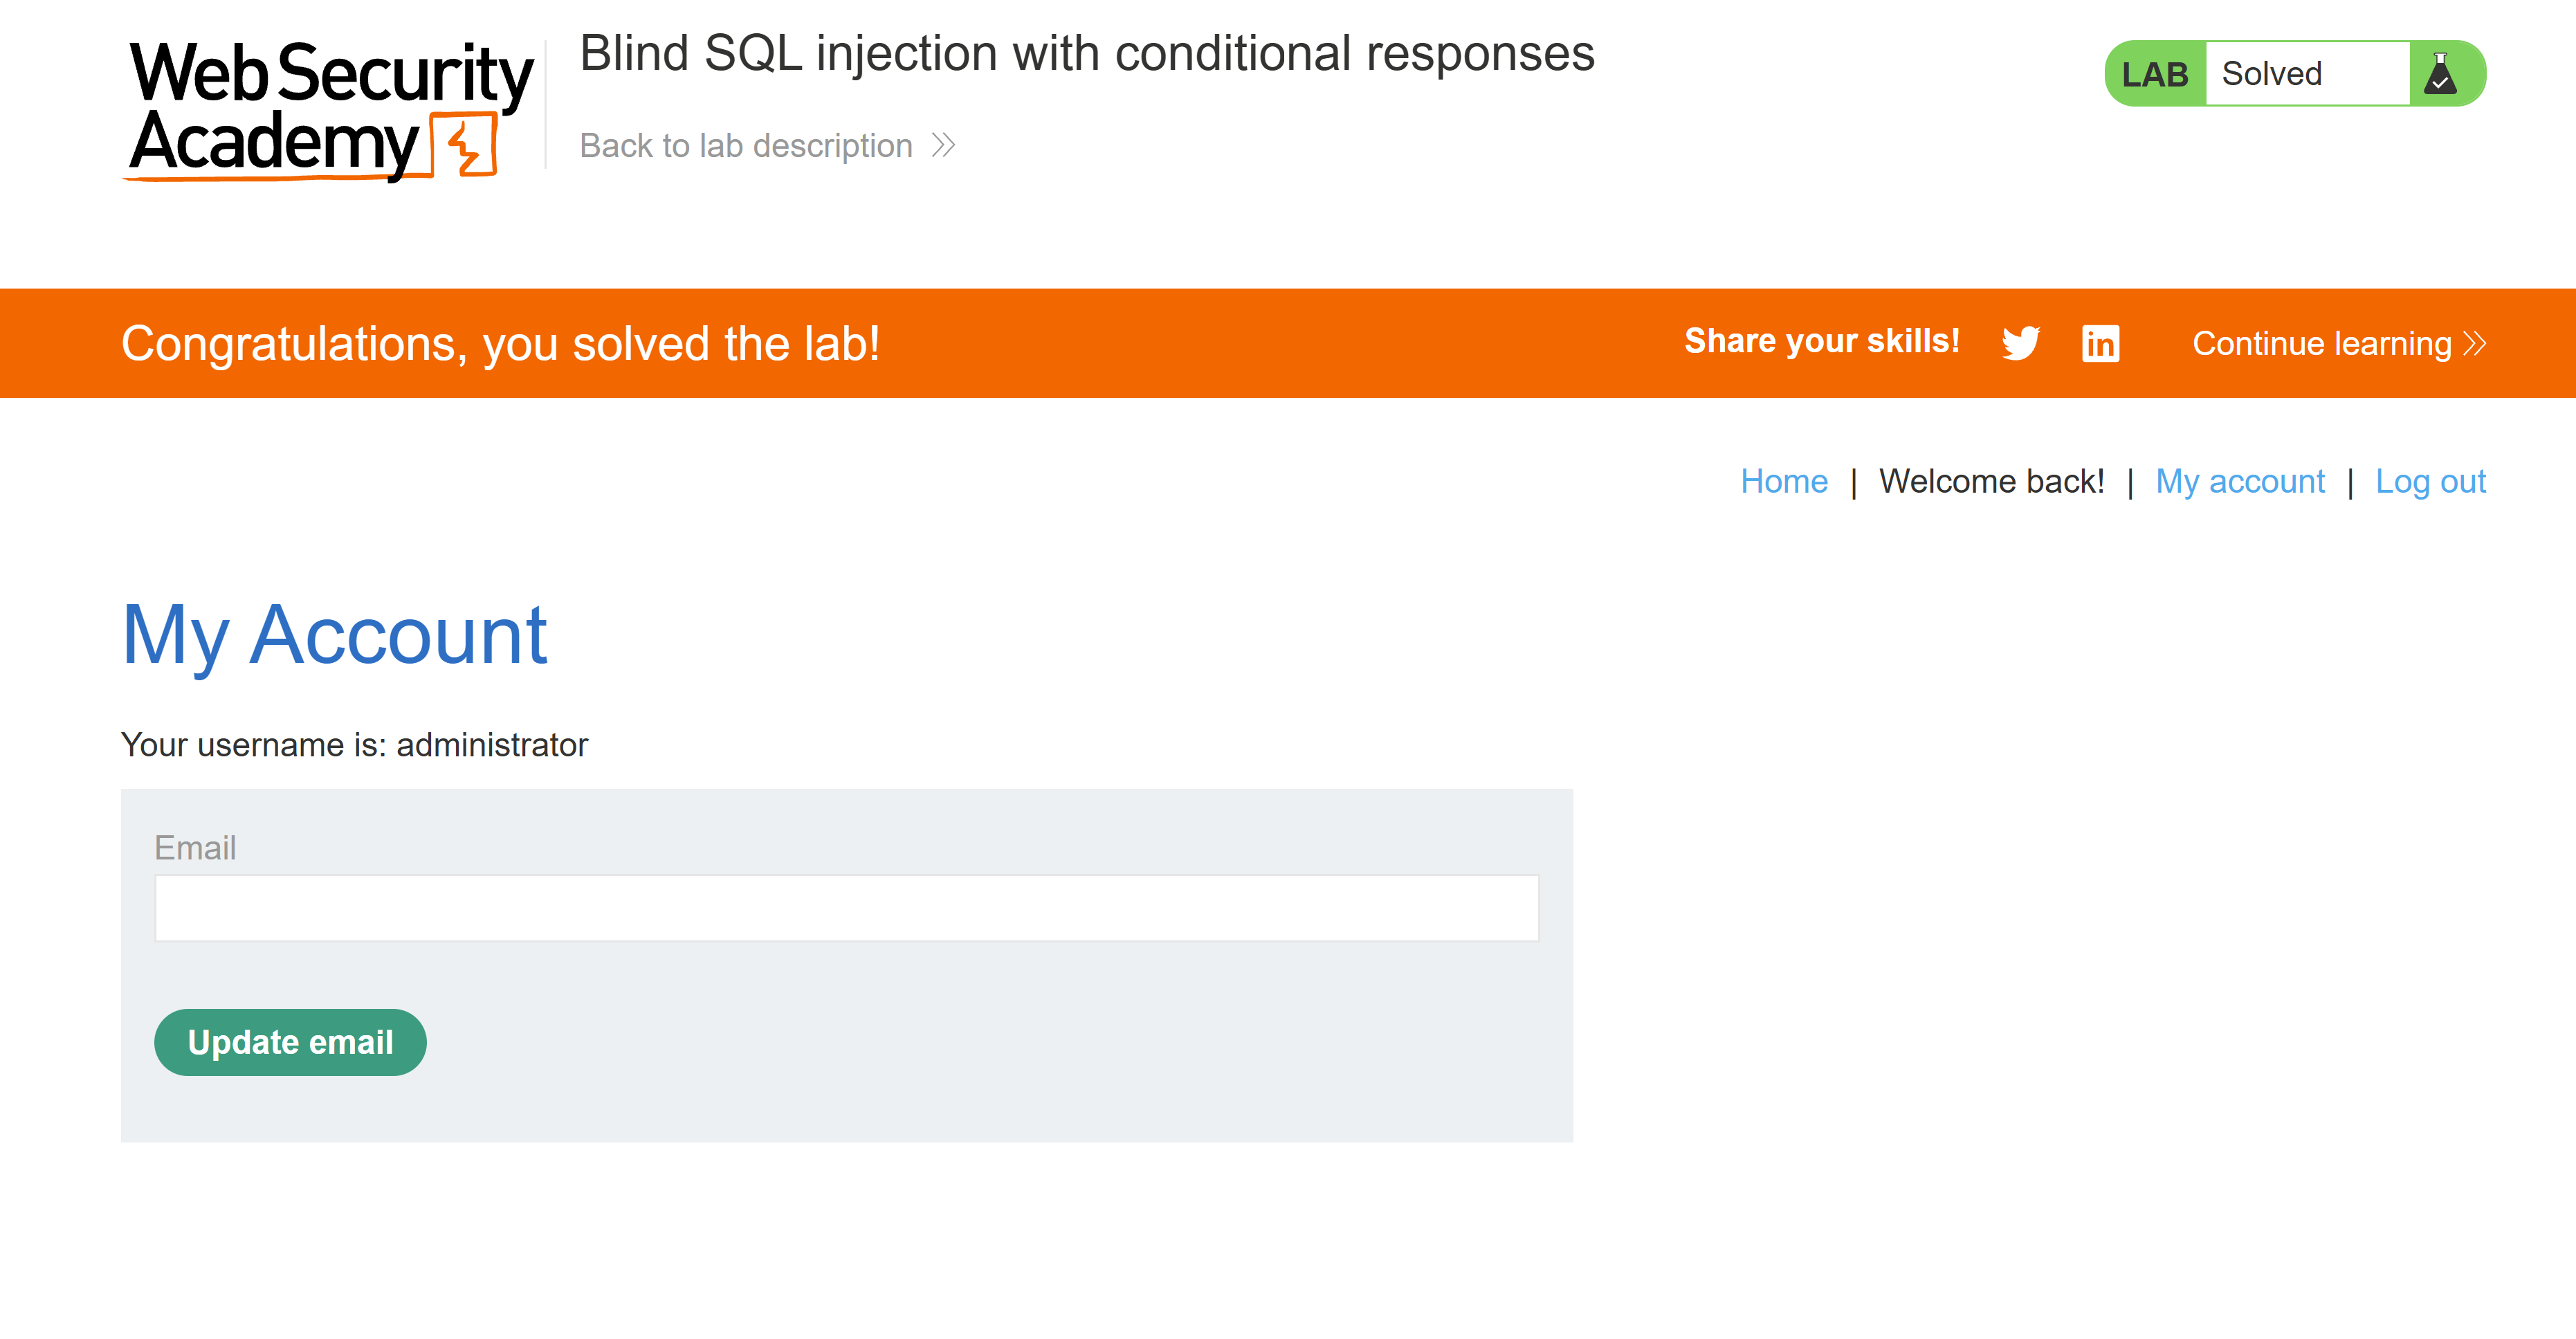 Web Security
Academy
Blind SQL injection with conditional responses
Back to lab description
LAB Solved
Congratulations, you solved the lab!
Share your skills!
Continue learning
Home | Welcome back! | My account | Log out
My Account
Your username is: administrator
Email
Update email